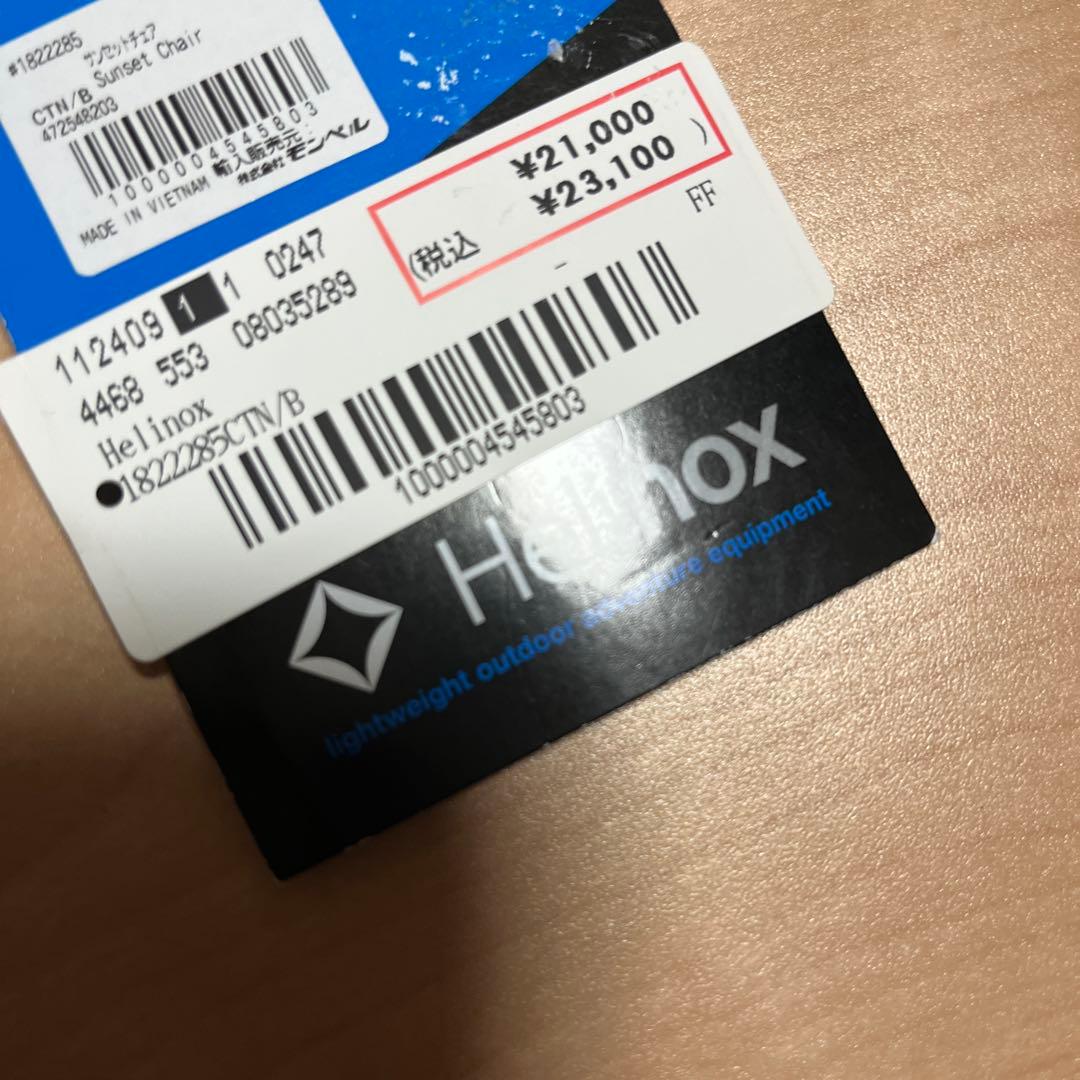 #1822285
サンセットチェア
CTN/B Sunset Chair
472548203
1000004545803
MADE IN VIETNAM 輸入販売元:
株式会社 モンベル
¥21,000
(税込 ¥23,100 )
FF
112409 1 1 0247
4468 553 08035289
Helinox
●1822285CTN/B
1000004545803
Helinox
lightweight outdoor adventure equipment